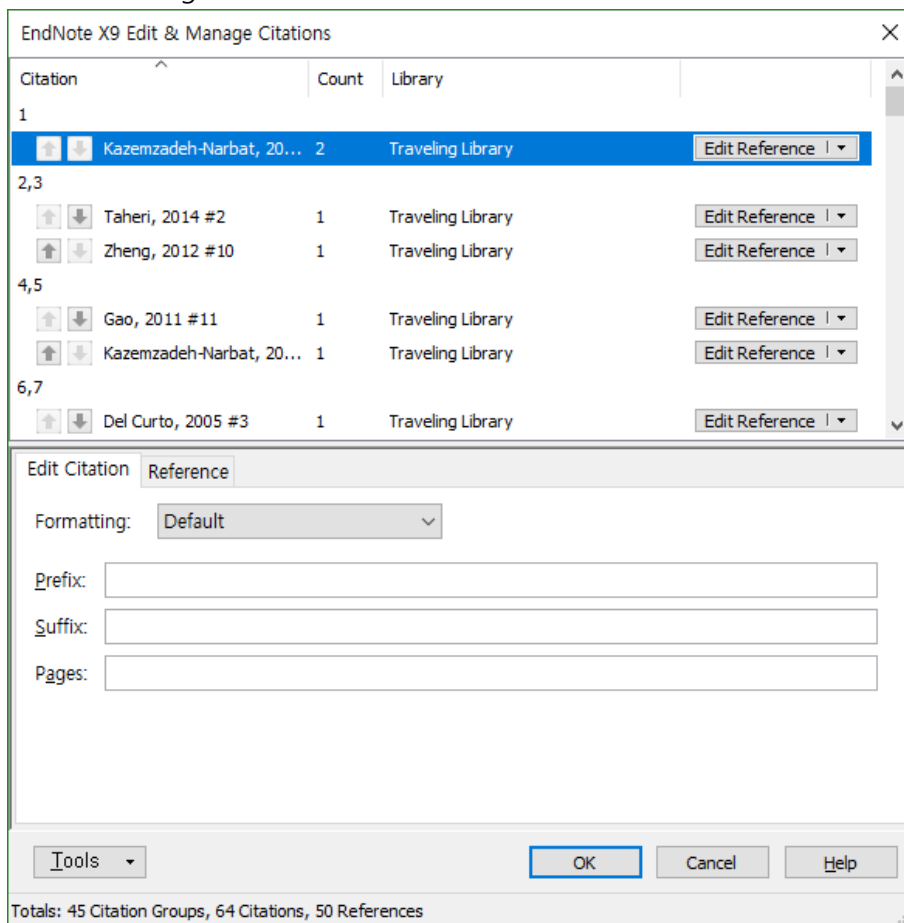 EndNote X9 Edit & Manage Citations
Citation Count Library
1
Kazemzadeh-Narbat, 20... 2 Traveling Library Edit Reference
2,3
Taheri, 2014 #2 1 Traveling Library Edit Reference
Zheng, 2012 #10 1 Traveling Library Edit Reference
4,5
Gao, 2011 #11 1 Traveling Library Edit Reference
Kazemzadeh-Narbat, 20... 1 Traveling Library Edit Reference
6,7
Del Curto, 2005 #3 1 Traveling Library Edit Reference
Edit Citation Reference
Formatting: Default
Prefix:
Suffix:
Pages:
Tools OK Cancel Help
Totals: 45 Citation Groups, 64 Citations, 50 References